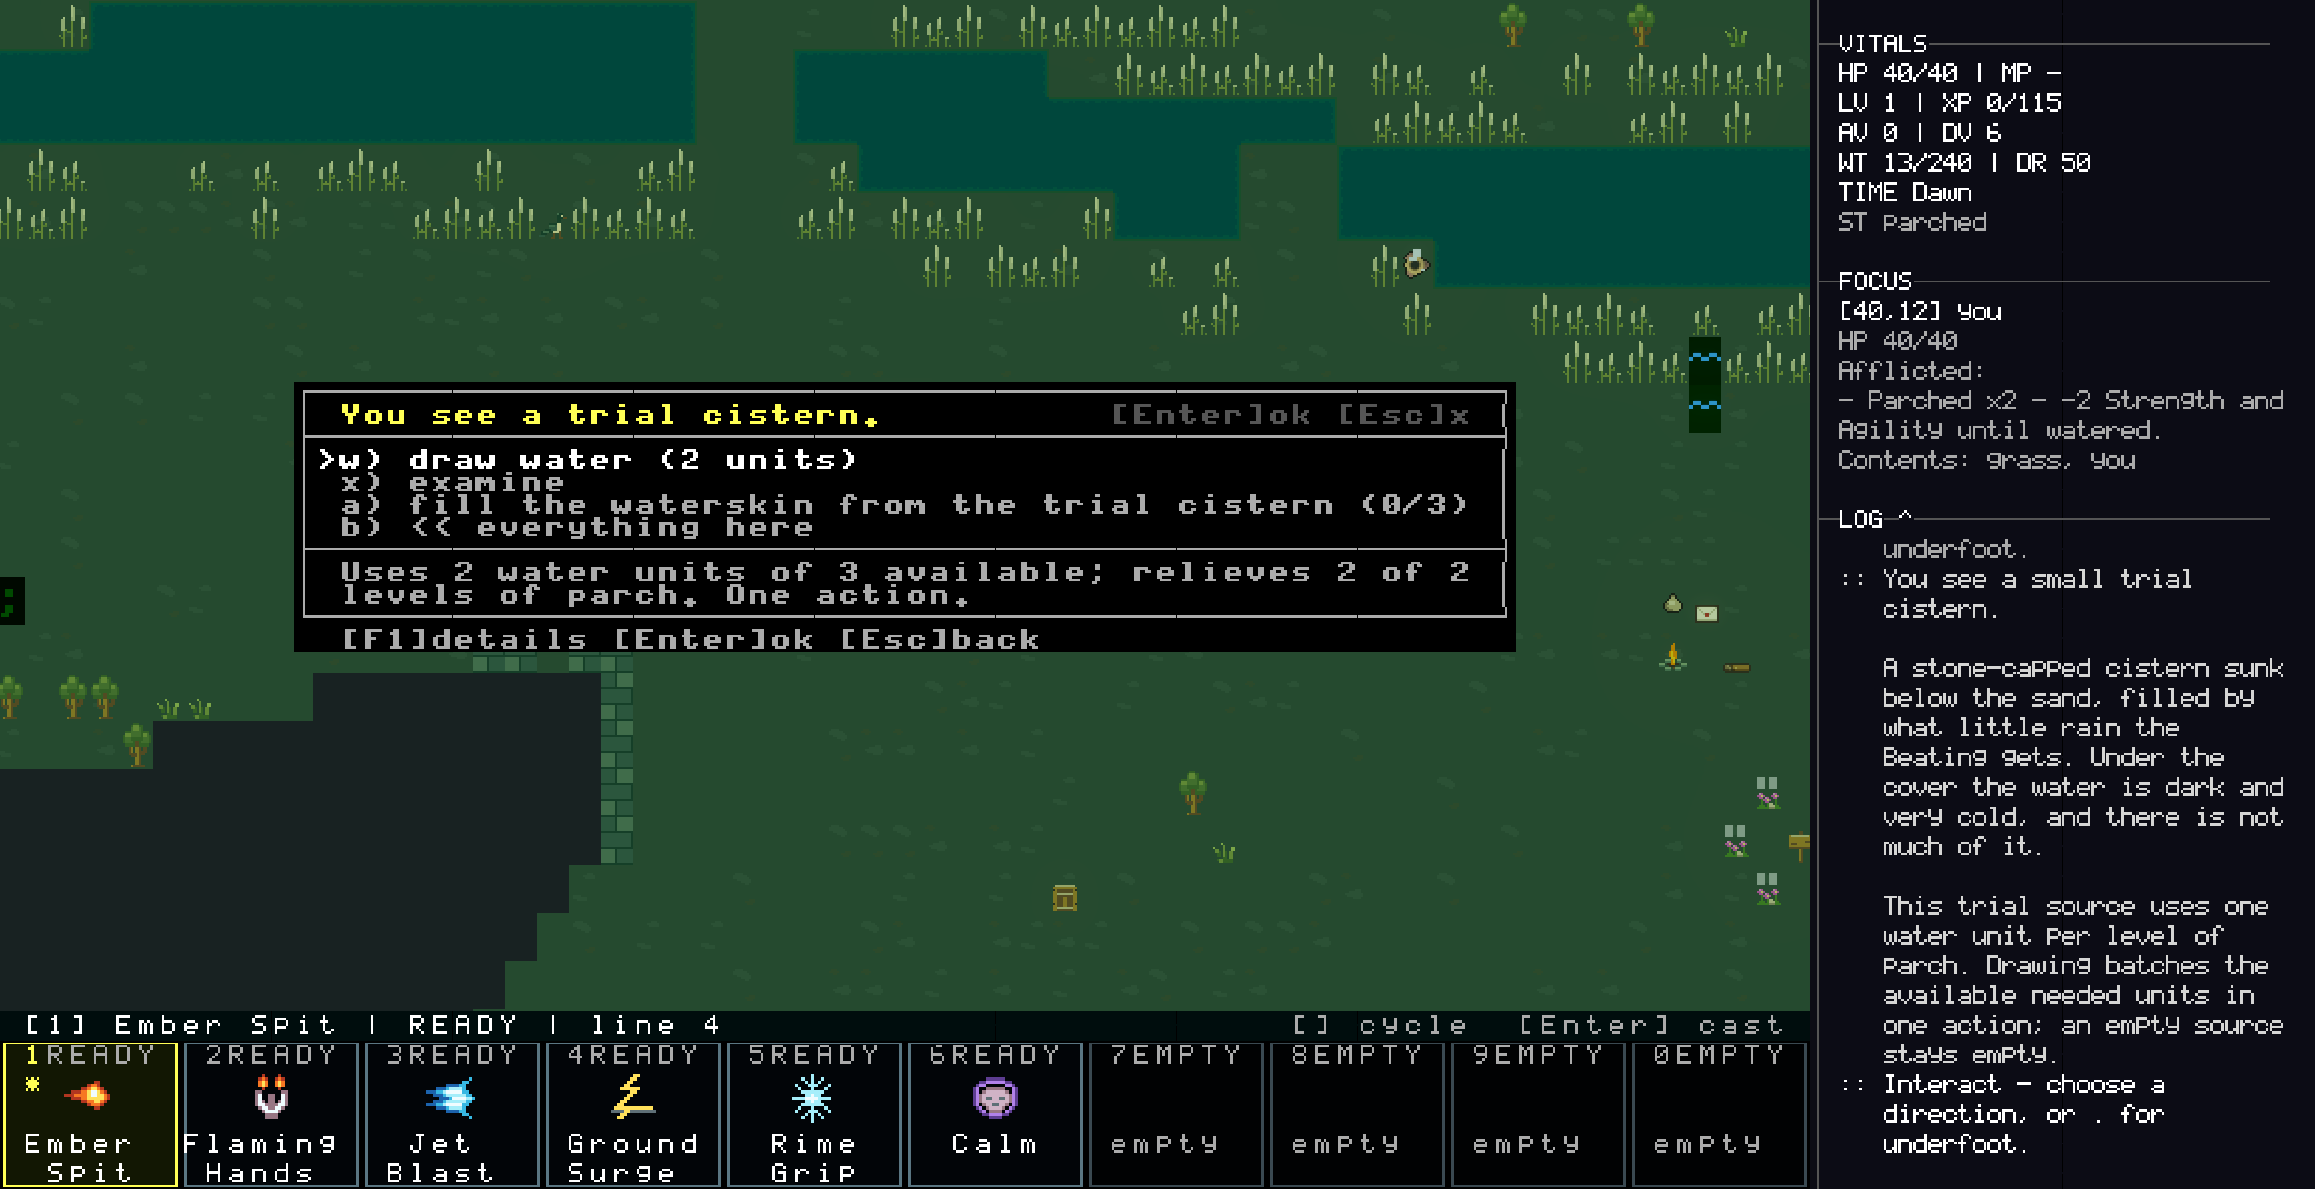 You see a trial cistern. [Enter]ok [Esc]x
>w) draw water (2 units)
x) examine
a) fill the waterskin from the trial cistern (0/3)
b) << everything here
Uses 2 water units of 3 available; relieves 2 of 2
levels of parch. One action.
[F1]details [Enter]ok [Esc]back
[1] Ember Spit | READY | line 4 [] cycle [Enter] cast
1READY 2READY 3READY 4READY 5READY 6READY 7EMPTY 8EMPTY 9EMPTY 0EMPTY
Ember Flaming Jet Ground Rime Calm empty empty empty empty
Spit Hands Blast Surge Grip
VITALS
HP 40/40 | MP -
LV 1 | XP 0/115
AV 0 | DV 6
WT 13/240 | DR 50
TIME Dawn
ST Parched
FOCUS
[40,12] you
HP 40/40
Afflicted:
- Parched x2 - -2 Strength and
Agility until watered.
Contents: grass, you
LOG ^
underfoot.
:: You see a small trial
cistern.
A stone-capped cistern sunk
below the sand, filled by
what little rain the
Beating gets. Under the
cover the water is dark and
very cold, and there is not
much of it.
This trial source uses one
water unit per level of
parch. Drawing batches the
available needed units in
one action; an empty source
stays empty.
:: Interact - choose a
direction, or . for
underfoot.